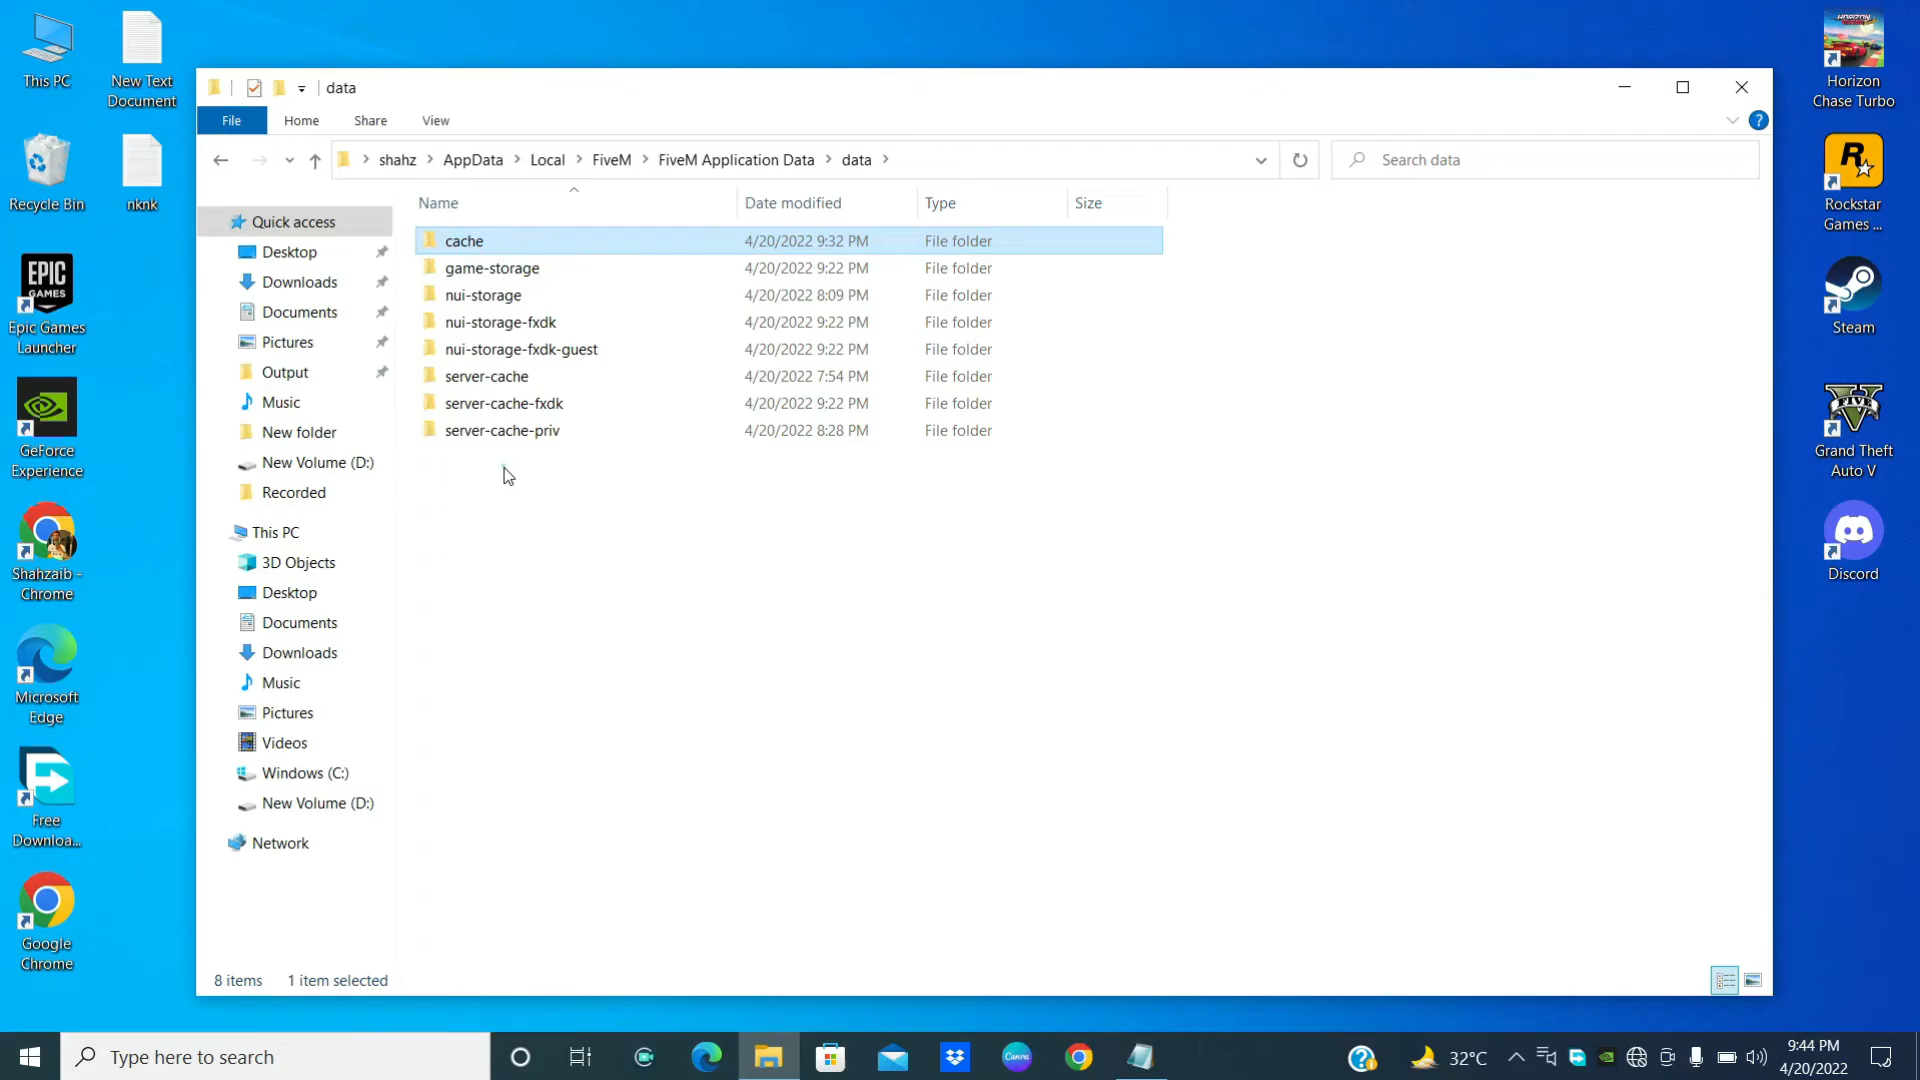 This PC
New Text
Document
Recycle Bin
nknk
EPIC
GAMES
Epic Games
Launcher
GeForce
Experience
Shahzaib -
Chrome
Microsoft
Edge
Free
Downloa...
Google
Chrome
data
File
Home
Share
View
?
shahz
AppData
Local
FiveM
FiveM Application Data
data
Search data
Name
Date modified
Type
Size
Quick access
Desktop
Downloads
Documents
Pictures
Output
Music
New folder
New Volume (D:)
Recorded
This PC
3D Objects
Desktop
Documents
Downloads
Music
Pictures
Videos
Windows (C:)
New Volume (D:)
Network
cache 4/20/2022 9:32 PM File folder
game-storage 4/20/2022 9:22 PM File folder
nui-storage 4/20/2022 8:09 PM File folder
nui-storage-fxdk 4/20/2022 9:22 PM File folder
nui-storage-fxdk-guest 4/20/2022 9:22 PM File folder
server-cache 4/20/2022 7:54 PM File folder
server-cache-fxdk 4/20/2022 9:22 PM File folder
server-cache-priv 4/20/2022 8:28 PM File folder
8 items 1 item selected
HORIZON
Horizon
Chase Turbo
R
Rockstar
Games ...
Steam
FIVE
Grand Theft
Auto V
Discord
Type here to search
Canva
32°C
9:44 PM
4/20/2022